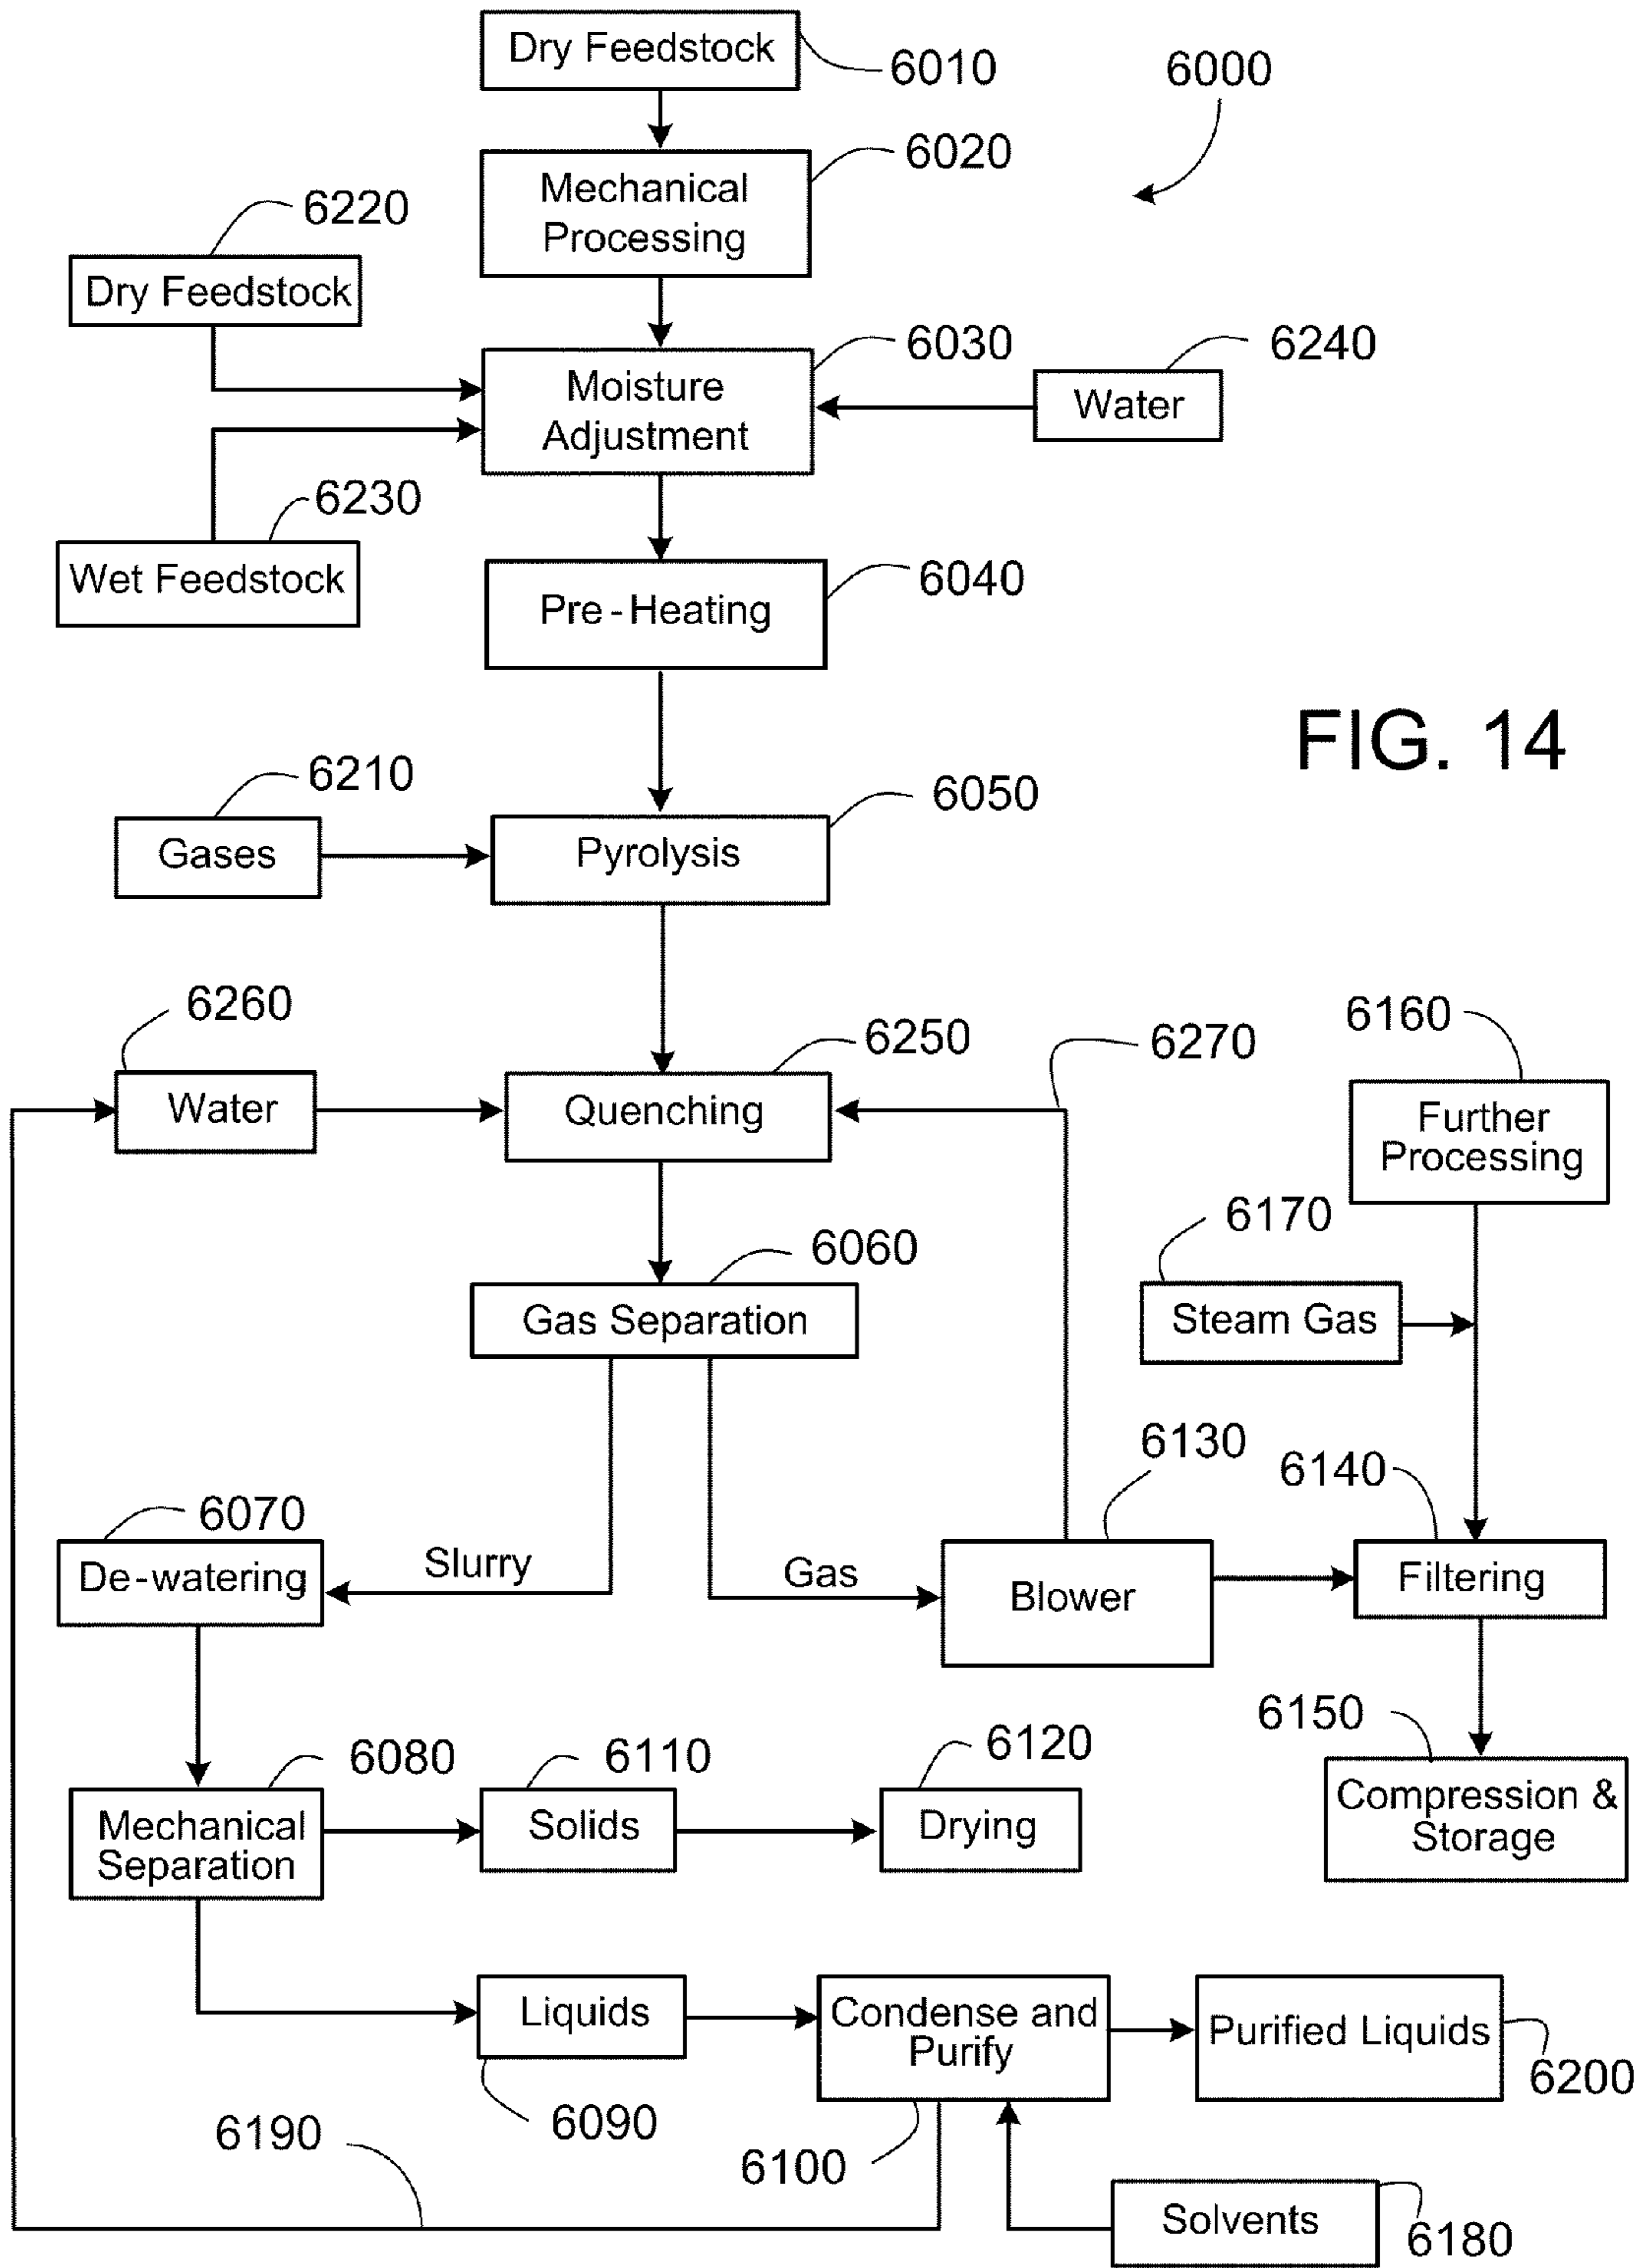 Dry Feedstock
6010
6000
Mechanical
Processing
6020
6220
Dry Feedstock
Moisture
Adjustment
6030
6240
Water
6230
Wet Feedstock
Pre-Heating
6040
FIG. 14
6210
Gases
Pyrolysis
6050
6260
Water
Quenching
6250
6270
6160
Further
Processing
6170
Steam Gas
6060
Gas Separation
6070
De-watering
Slurry
Gas
6130
Blower
6140
Filtering
6150
Compression &
Storage
6080
Mechanical
Separation
6110
Solids
6120
Drying
Liquids
6090
Condense and
Purify
6100
Purified Liquids
6200
6190
Solvents
6180